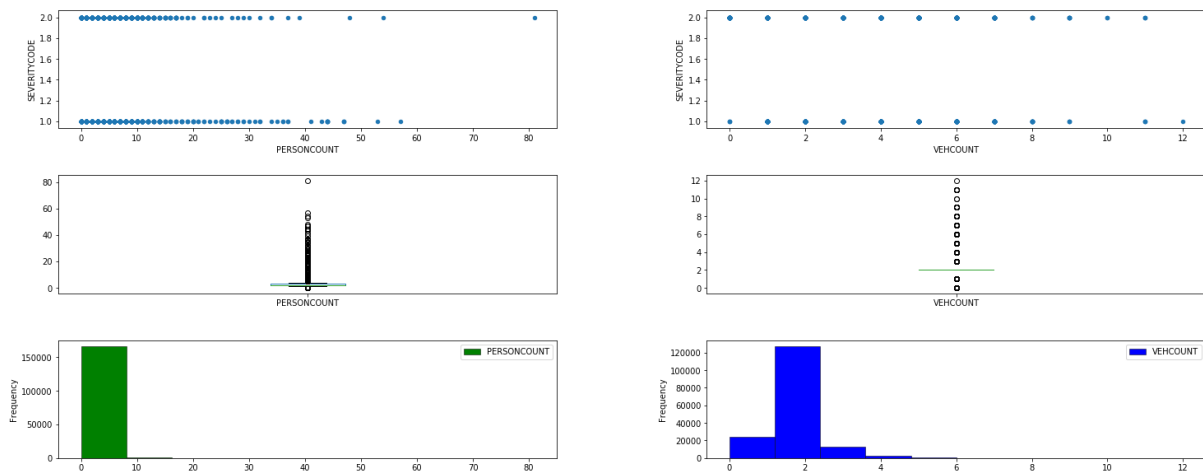 2.0
1.8
1.6
1.4
1.2
1.0
SEVERITYCODE
0 10 20 30 40 50 60 70 80
PERSONCOUNT
2.0
1.8
1.6
1.4
1.2
1.0
SEVERITYCODE
0 2 4 6 8 10 12
VEHCOUNT
80
60
40
20
0
PERSONCOUNT
12
10
8
6
4
2
0
VEHCOUNT
150000
100000
50000
0
Frequency
PERSONCOUNT
0 10 20 30 40 50 60 70 80
120000
100000
80000
60000
40000
20000
0
Frequency
VEHCOUNT
0 2 4 6 8 10 12